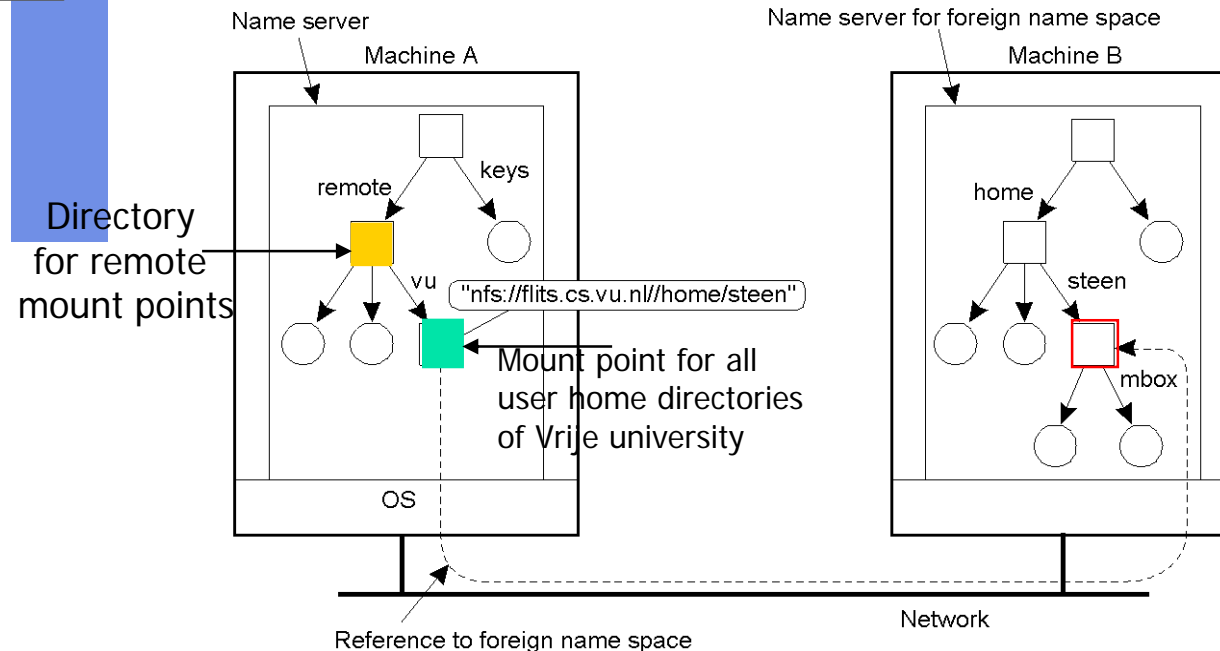 Name server
Name server for foreign name space
Machine A
Machine B
keys
remote
home
Directory
for remote
mount points
vu
"nfs://flits.cs.vu.nl//home/steen"
steen
Mount point for all
user home directories
of Vrije university
mbox
OS
Network
Reference to foreign name space